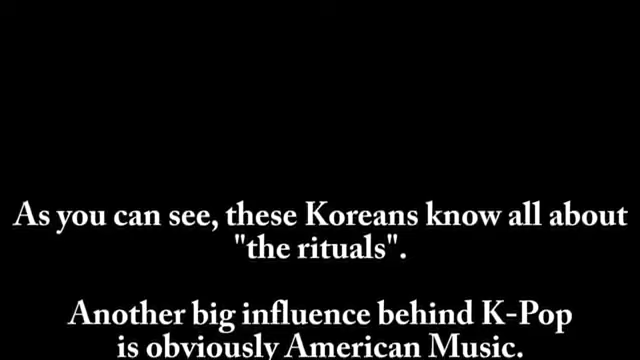 As you can see, these Koreans know all about
"the rituals".
Another big influence behind K-Pop
is obviously American Music.